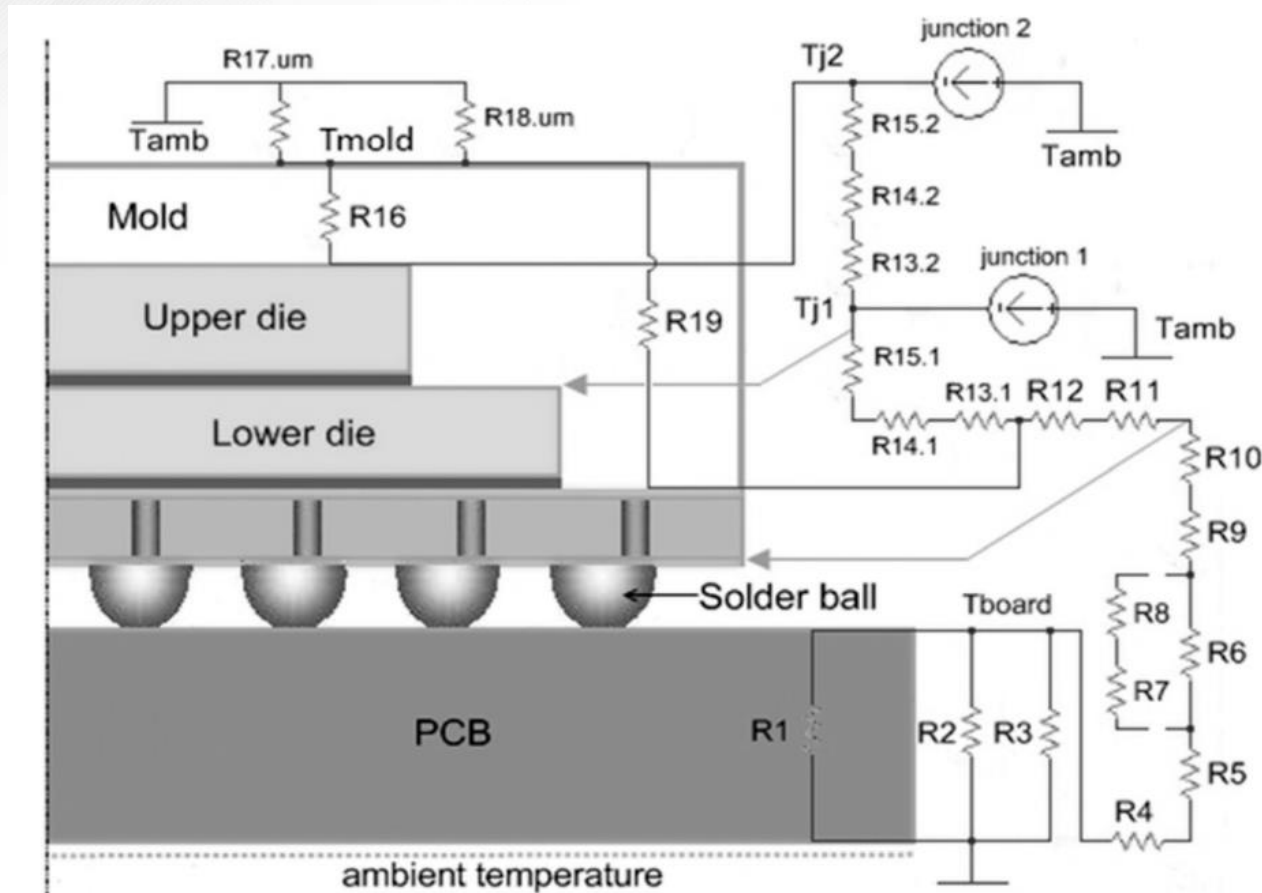 junction 2
Tj2
R17.um
R18.um
Tamb
Tmold
R15.2
Tamb
R14.2
Mold
R16
R13.2
junction 1
Tj1
Tamb
Upper die
R19
R15.1
R13.1
R12
R11
Lower die
R14.1
R10
R9
Solder ball
Tboard
R8
R6
R7
PCB
R1
R2
R3
R5
R4
ambient temperature